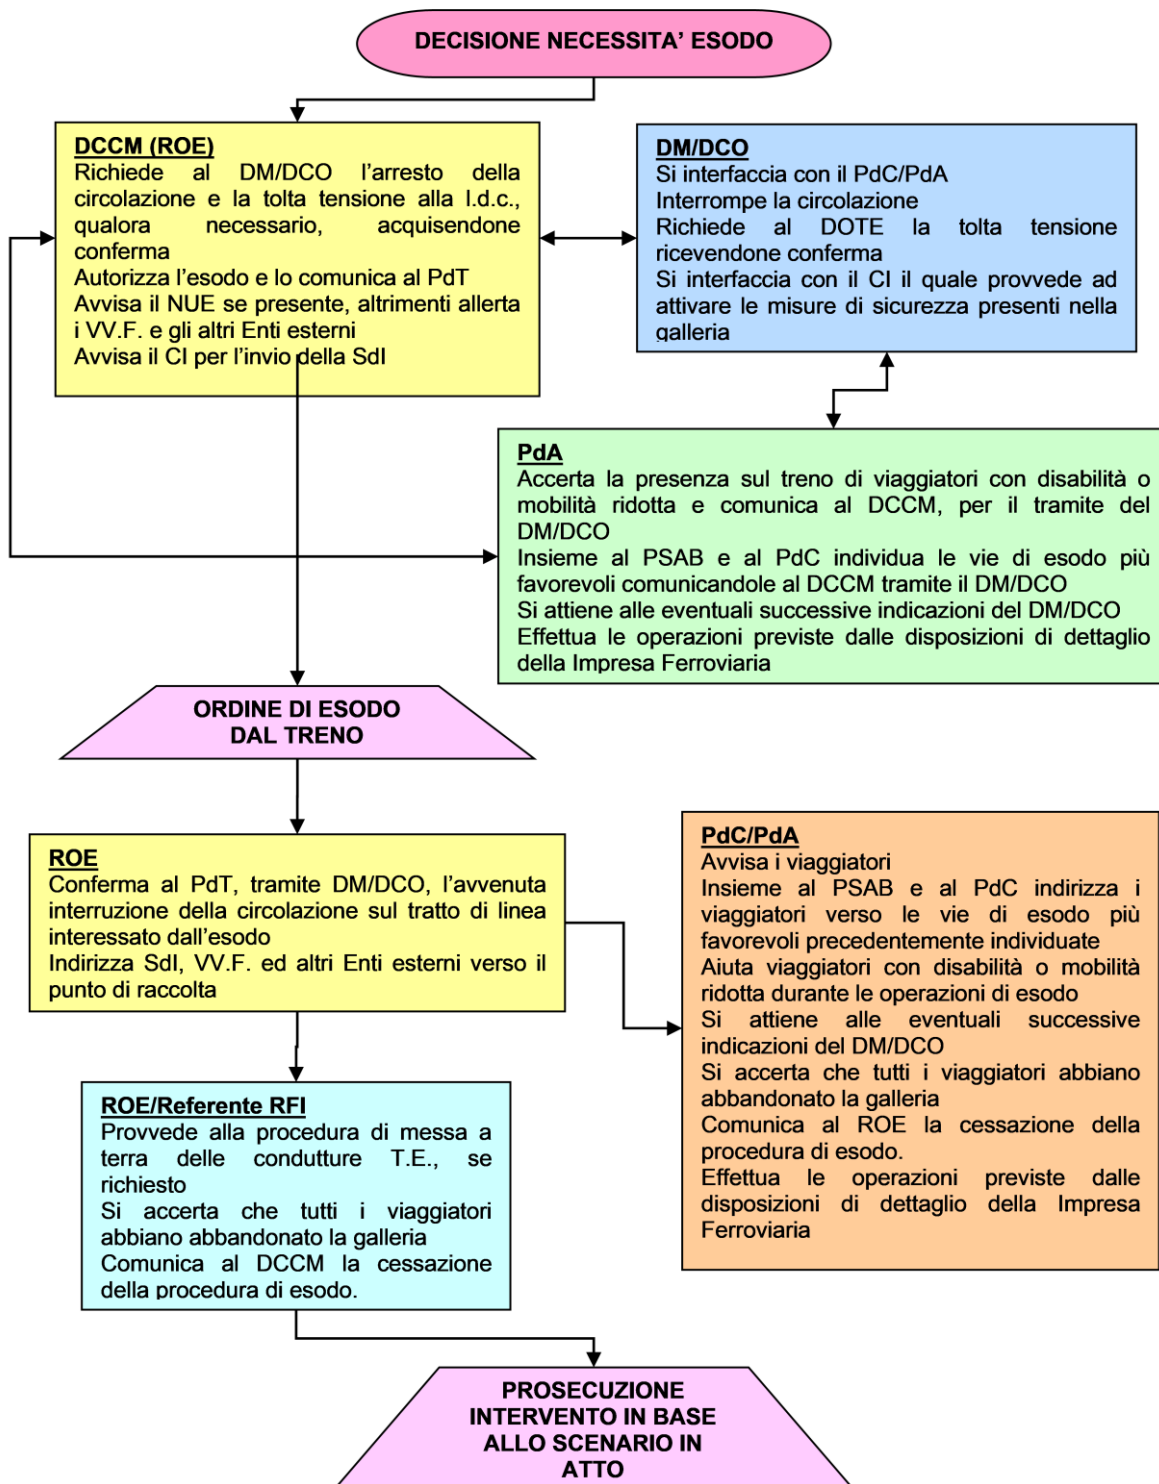 DECISIONE NECESSITA’ ESODO
DCCM (ROE)
Richiede al DM/DCO l’arresto della
circolazione e la tolta tensione alla l.d.c.,
qualora necessario, acquisendone
conferma
Autorizza l’esodo e lo comunica al PdT
Avvisa il NUE se presente, altrimenti allerta
i VV.F. e gli altri Enti esterni
Avvisa il CI per l’invio della SdI
DM/DCO
Si interfaccia con il PdC/PdA
Interrompe la circolazione
Richiede al DOTE la tolta tensione
ricevendone conferma
Si interfaccia con il CI il quale provvede ad
attivare le misure di sicurezza presenti nella
galleria
PdA
Accerta la presenza sul treno di viaggiatori con disabilità o
mobilità ridotta e comunica al DCCM, per il tramite del
DM/DCO
Insieme al PSAB e al PdC individua le vie di esodo più
favorevoli comunicandole al DCCM tramite il DM/DCO
Si attiene alle eventuali successive indicazioni del DM/DCO
Effettua le operazioni previste dalle disposizioni di dettaglio
della Impresa Ferroviaria
ORDINE DI ESODO
DAL TRENO
ROE
Conferma al PdT, tramite DM/DCO, l’avvenuta
interruzione della circolazione sul tratto di linea
interessato dall’esodo
Indirizza SdI, VV.F. ed altri Enti esterni verso il
punto di raccolta
PdC/PdA
Avvisa i viaggiatori
Insieme al PSAB e al PdC indirizza i
viaggiatori verso le vie di esodo più
favorevoli precedentemente individuate
Aiuta viaggiatori con disabilità o mobilità
ridotta durante le operazioni di esodo
Si attiene alle eventuali successive
indicazioni del DM/DCO
Si accerta che tutti i viaggiatori abbiano
abbandonato la galleria
Comunica al ROE la cessazione della
procedura di esodo.
Effettua le operazioni previste dalle
disposizioni di dettaglio della Impresa
Ferroviaria
ROE/Referente RFI
Provvede alla procedura di messa a
terra delle condutture T.E., se
richiesto
Si accerta che tutti i viaggiatori
abbiano abbandonato la galleria
Comunica al DCCM la cessazione
della procedura di esodo.
PROSECUZIONE
INTERVENTO IN BASE
ALLO SCENARIO IN
ATTO